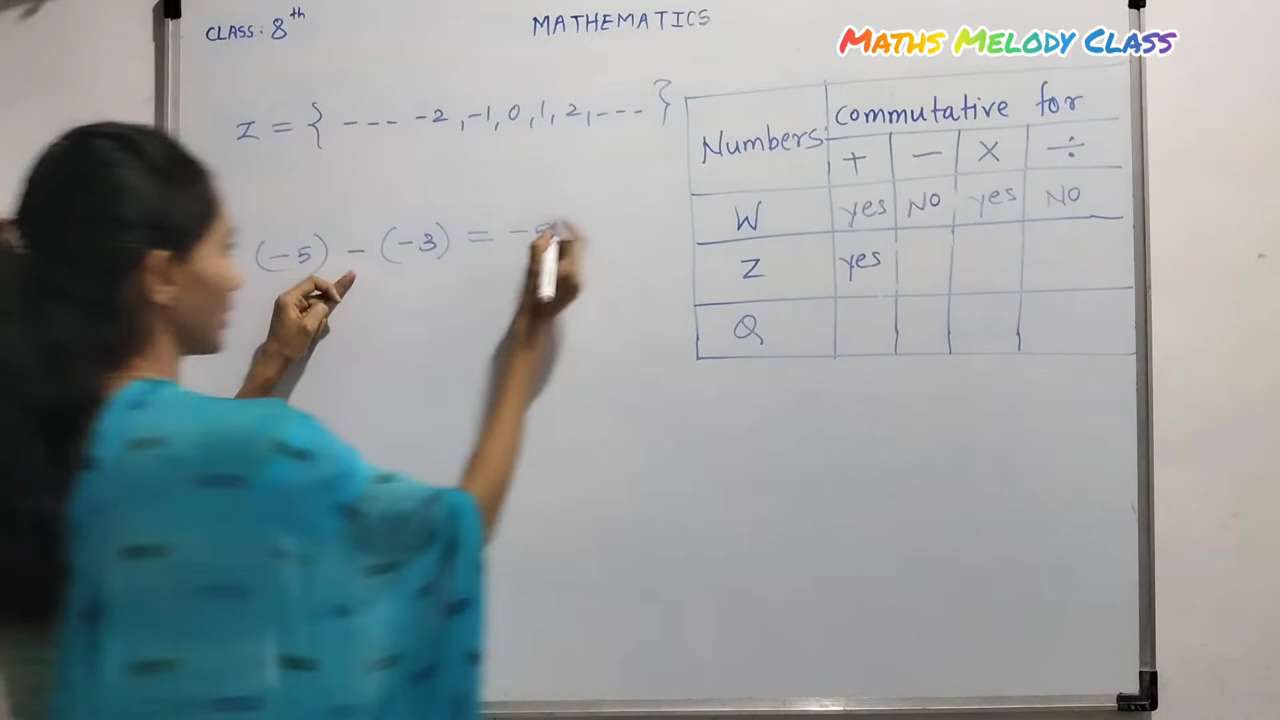 CLASS: 8th
MATHEMATICS
MATHS MELODY CLASS
Z = { --- -2, -1, 0, 1, 2, --- }
(-5) - (-3) = -5
Numbers
Commutative for
+ - × ÷
W yes NO yes NO
Z yes
Q